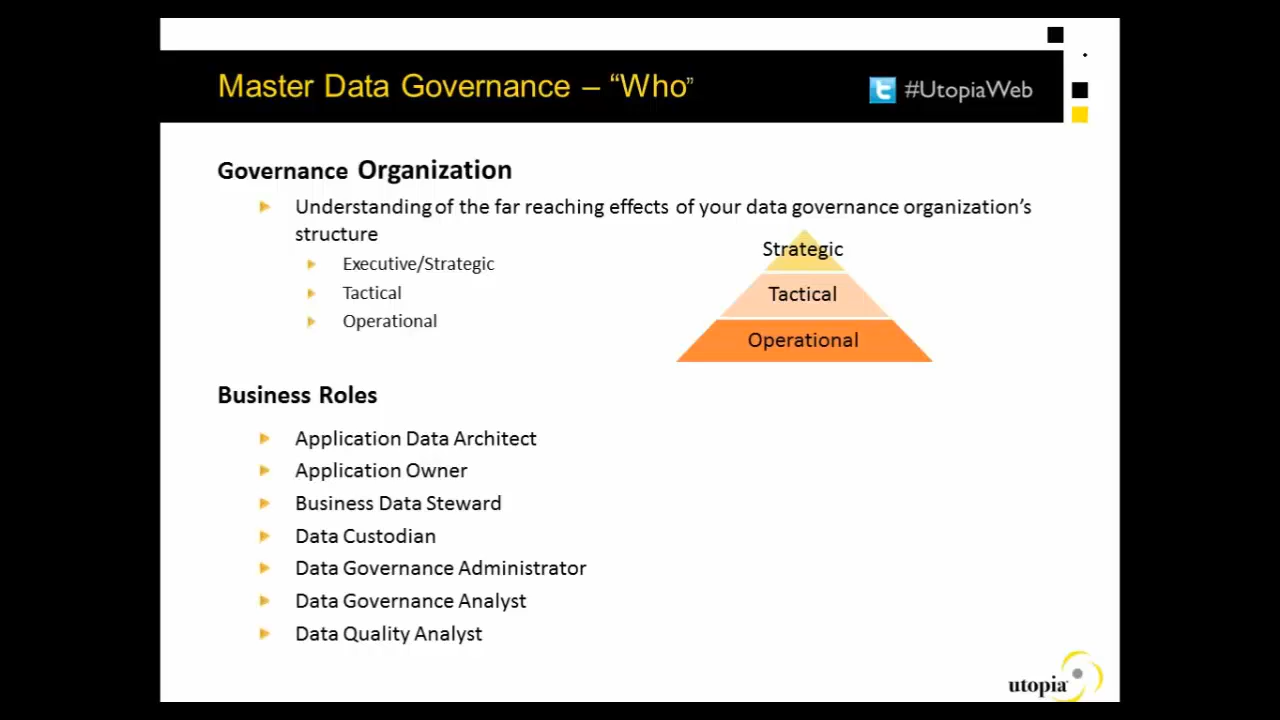 Master Data Governance – “Who”
#UtopiaWeb
Governance Organization
Understanding of the far reaching effects of your data governance organization’s
structure
Executive/Strategic
Tactical
Operational
Strategic
Tactical
Operational
Business Roles
Application Data Architect
Application Owner
Business Data Steward
Data Custodian
Data Governance Administrator
Data Governance Analyst
Data Quality Analyst
utopia